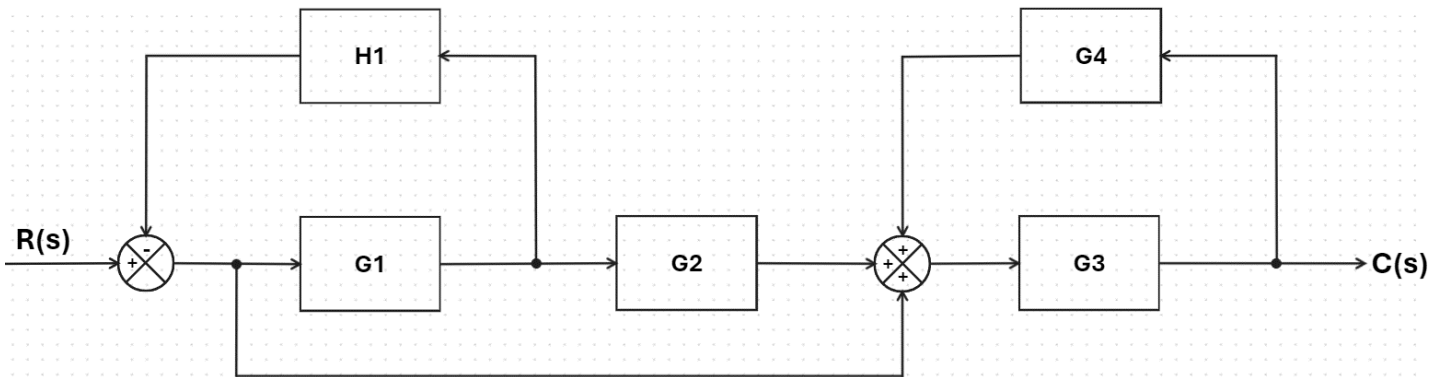 H1
G4
R(s)
-
+
G1
G2
+
+
+
G3
C(s)